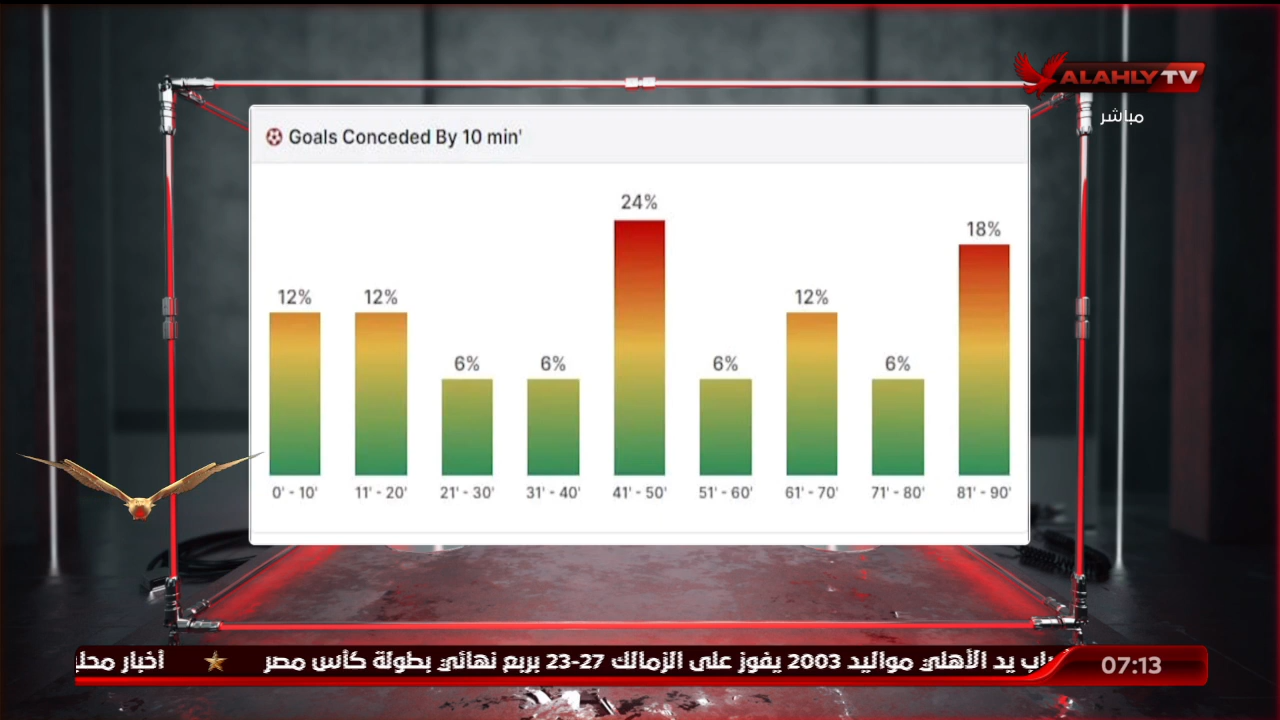 ALAHLY TV
مباشر
Goals Conceded By 10 min'
24%
18%
12% 12% 12%
6% 6% 6% 6%
0' - 10' 11' - 20' 21' - 30' 31' - 40' 41' - 50' 51' - 60' 61' - 70' 71' - 80' 81' - 90'
يد الأهلي مواليد 2003 يفوز على الزمالك 27-23 بربع نهائي بطولة كأس مصر أخبار
07:13